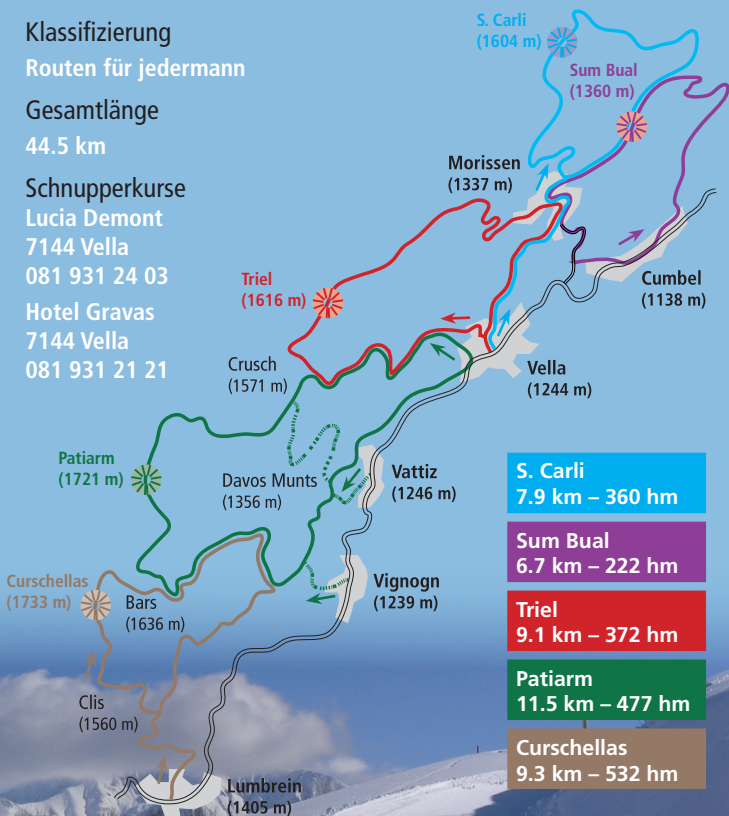 Klassifizierung
Routen für jedermann
Gesamtlänge
44.5 km
Schnupperkurse
Lucia Demont
7144 Vella
081 931 24 03
Hotel Gravas
7144 Vella
081 931 21 21
S. Carli
(1604 m)
Sum Bual
(1360 m)
Morissen
(1337 m)
Cumbel
(1138 m)
Triel
(1616 m)
Crusch
(1571 m)
Vella
(1244 m)
Patiarm
(1721 m)
Davos Munts
(1356 m)
Vattiz
(1246 m)
Curschellas
(1733 m)
Bars
(1636 m)
Vignogn
(1239 m)
Clis
(1560 m)
Lumbrein
(1405 m)
S. Carli
7.9 km – 360 hm
Sum Bual
6.7 km – 222 hm
Triel
9.1 km – 372 hm
Patiarm
11.5 km – 477 hm
Curschellas
9.3 km – 532 hm